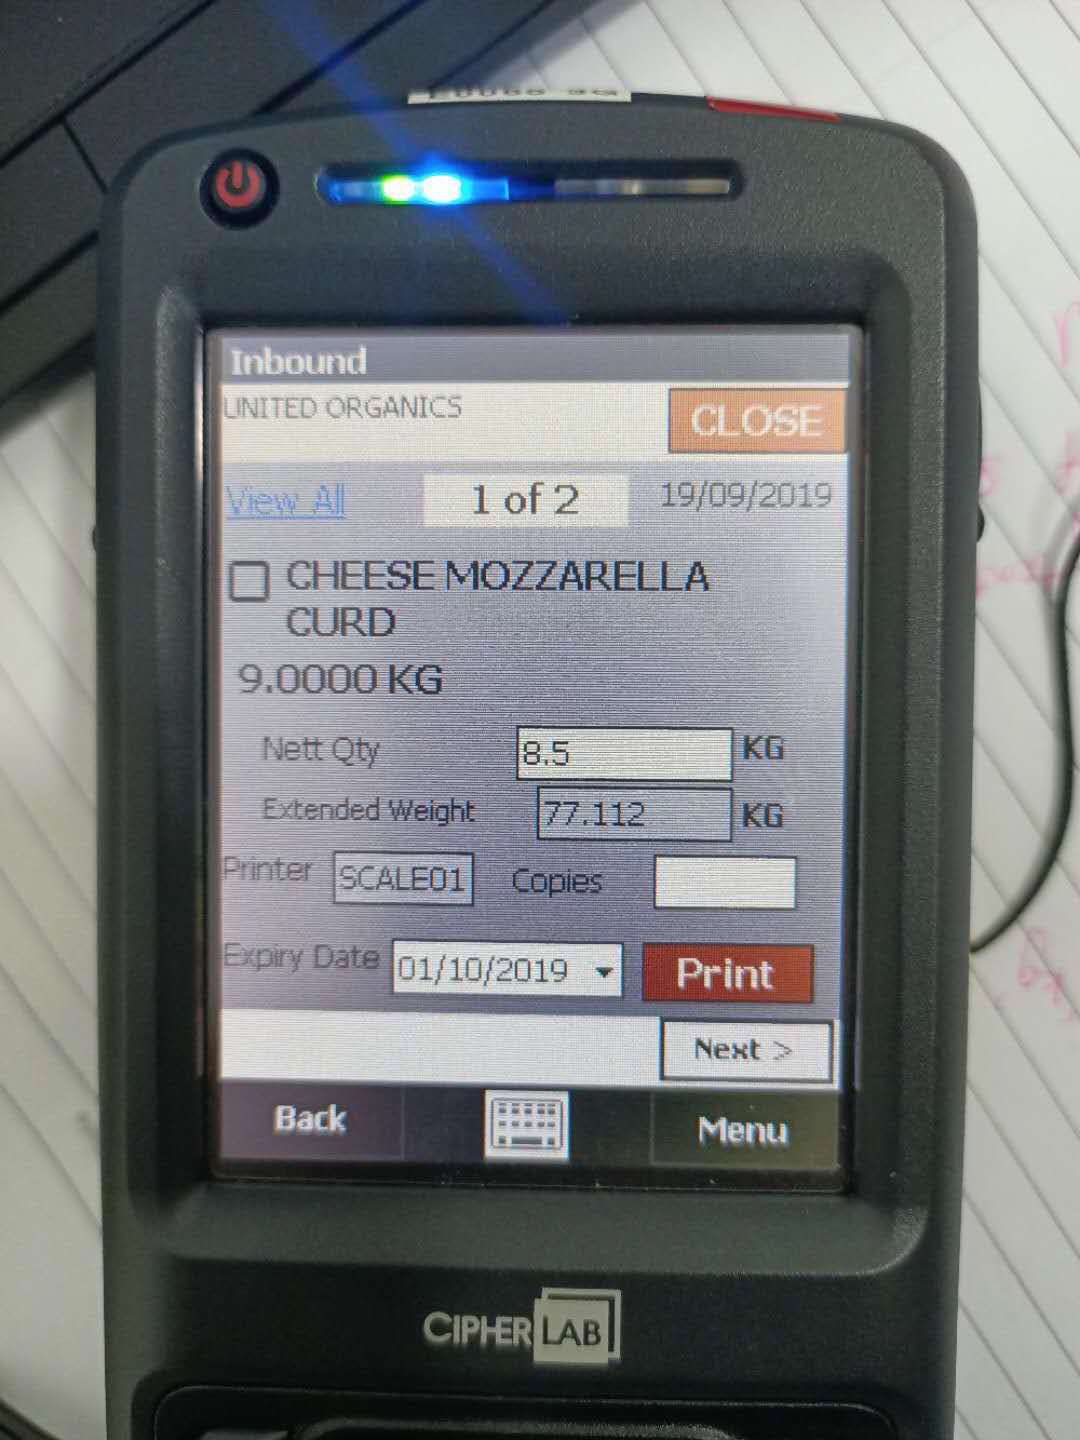 Inbound
UNITED ORGANICS
CLOSE
View All
1 of 2
19/09/2019
CHEESE MOZZARELLA
CURD
9.0000 KG
Nett Qty 8.5 KG
Extended Weight 77.112 KG
Printer SCALE01 Copies
Expiry Date 01/10/2019 Print
Next >
Back Menu
CIPHERLAB